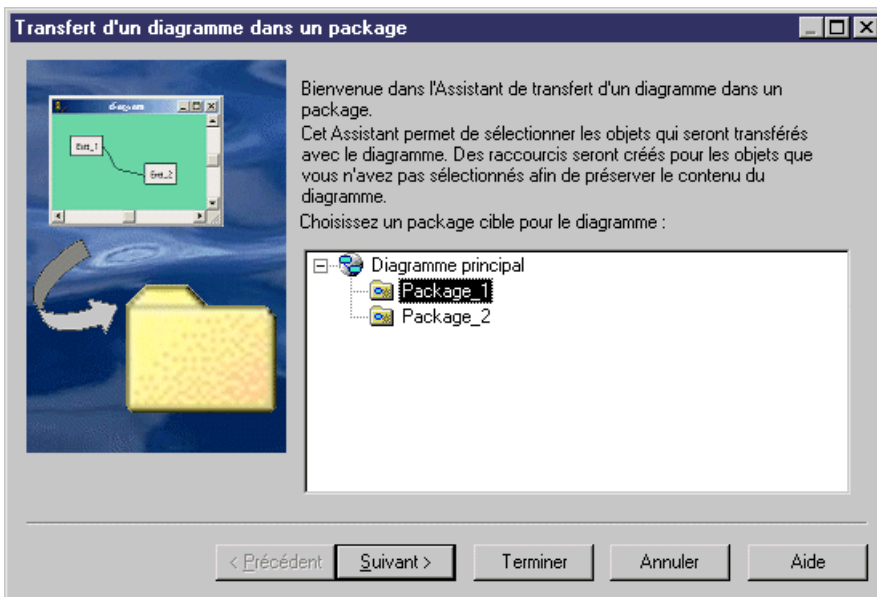 Transfert d'un diagramme dans un package
Bienvenue dans l'Assistant de transfert d'un diagramme dans un
package.
Cet Assistant permet de sélectionner les objets qui seront transférés
avec le diagramme. Des raccourcis seront créés pour les objets que
vous n'avez pas sélectionnés afin de préserver le contenu du
diagramme.
Choisissez un package cible pour le diagramme :
Diagramme principal
Package_1
Package_2
< Précédent
Suivant >
Terminer
Annuler
Aide